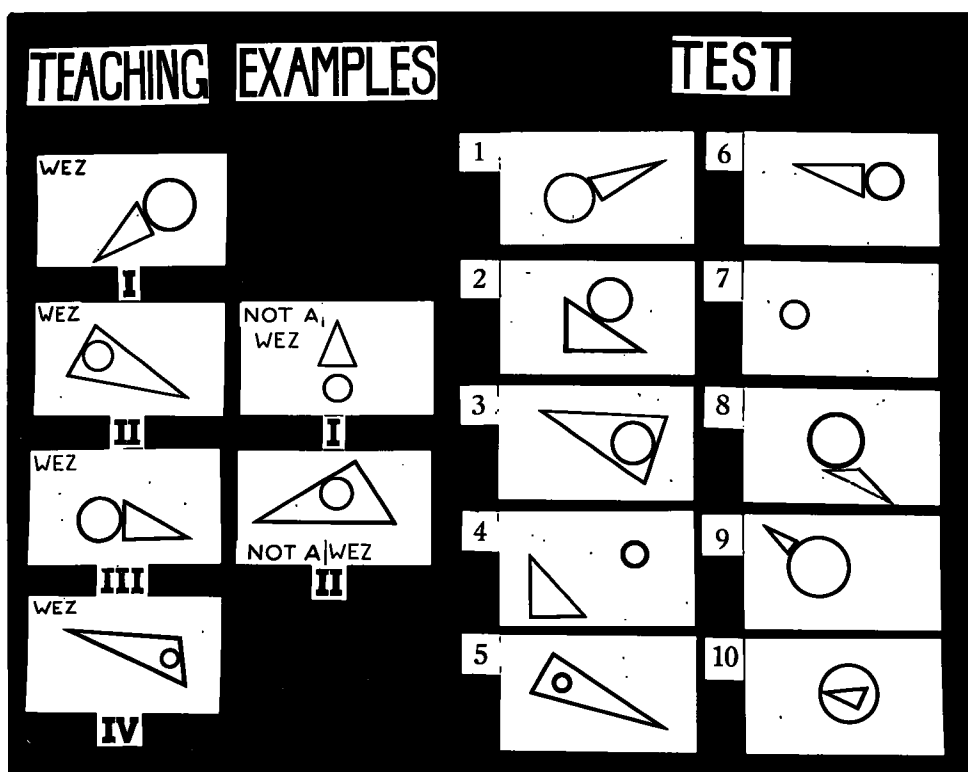 TEACHING EXAMPLES
TEST
WEZ
I
WEZ
II
WEZ
III
WEZ
IV
NOT A
WEZ
I
NOT A WEZ
II
1
2
3
4
5
6
7
8
9
10